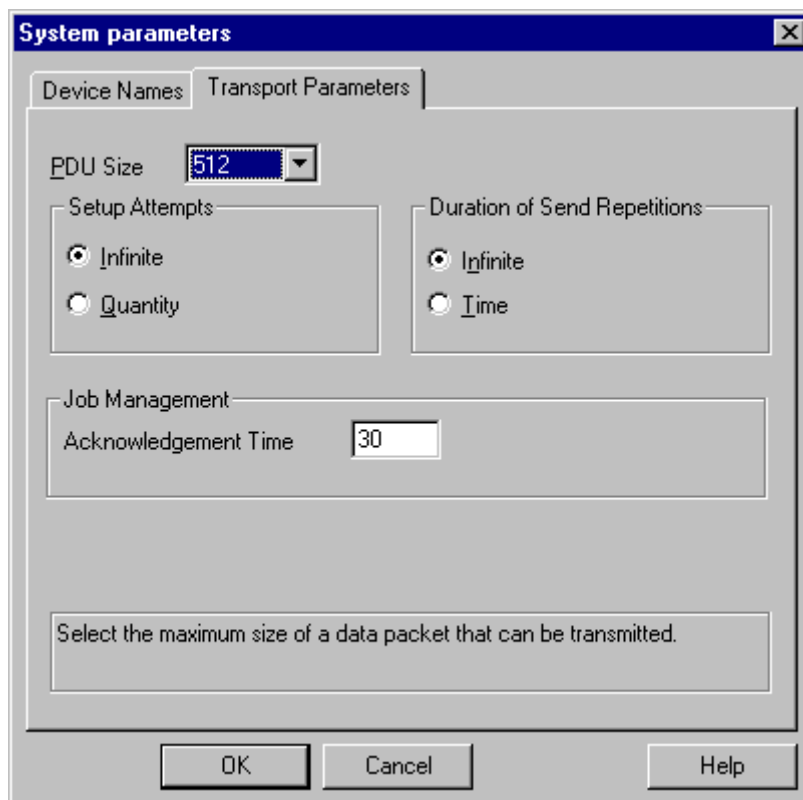 System parameters
Device Names Transport Parameters
PDU Size 512
Setup Attempts Duration of Send Repetitions
Infinite Infinite
Quantity Time
Job Management
Acknowledgement Time 30
Select the maximum size of a data packet that can be transmitted.
OK Cancel Help